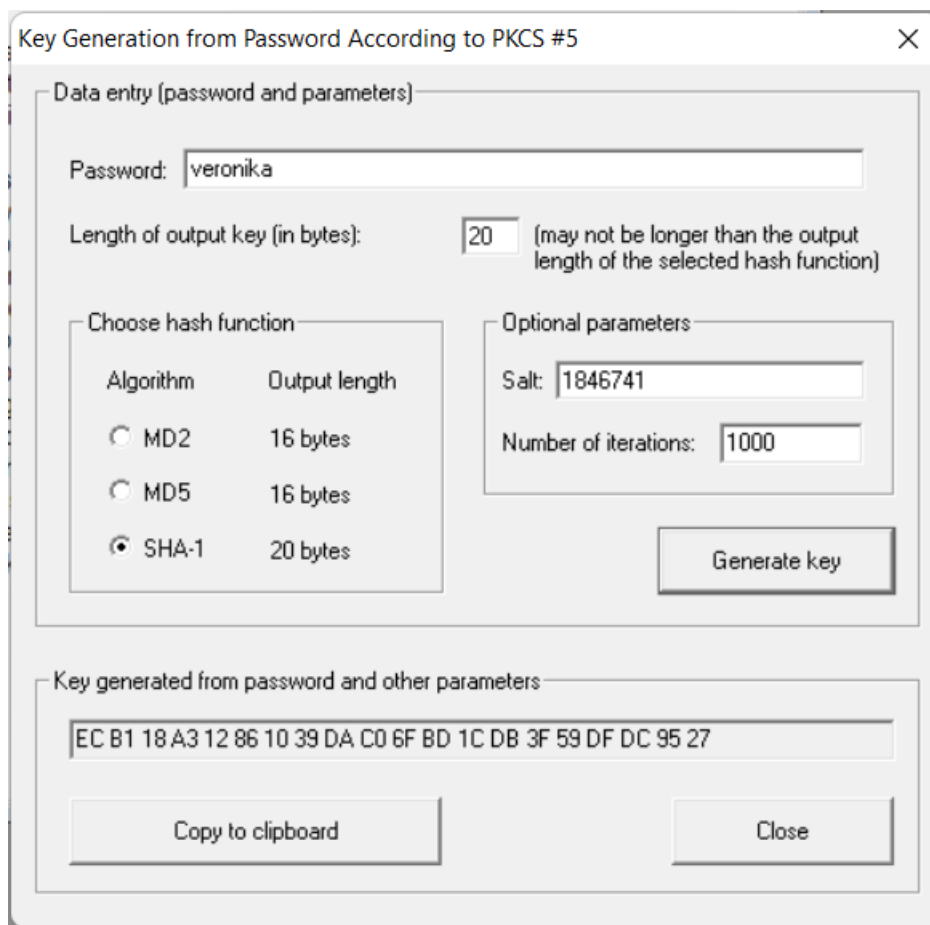 Key Generation from Password According to PKCS #5
Data entry (password and parameters)
Password: veronika
Length of output key (in bytes): 20 (may not be longer than the output
length of the selected hash function)
Choose hash function
Algorithm Output length
MD2 16 bytes
MD5 16 bytes
SHA-1 20 bytes
Optional parameters
Salt: 1846741
Number of iterations: 1000
Generate key
Key generated from password and other parameters
EC B1 18 A3 12 86 10 39 DA C0 6F BD 1C DB 3F 59 DF DC 95 27
Copy to clipboard
Close